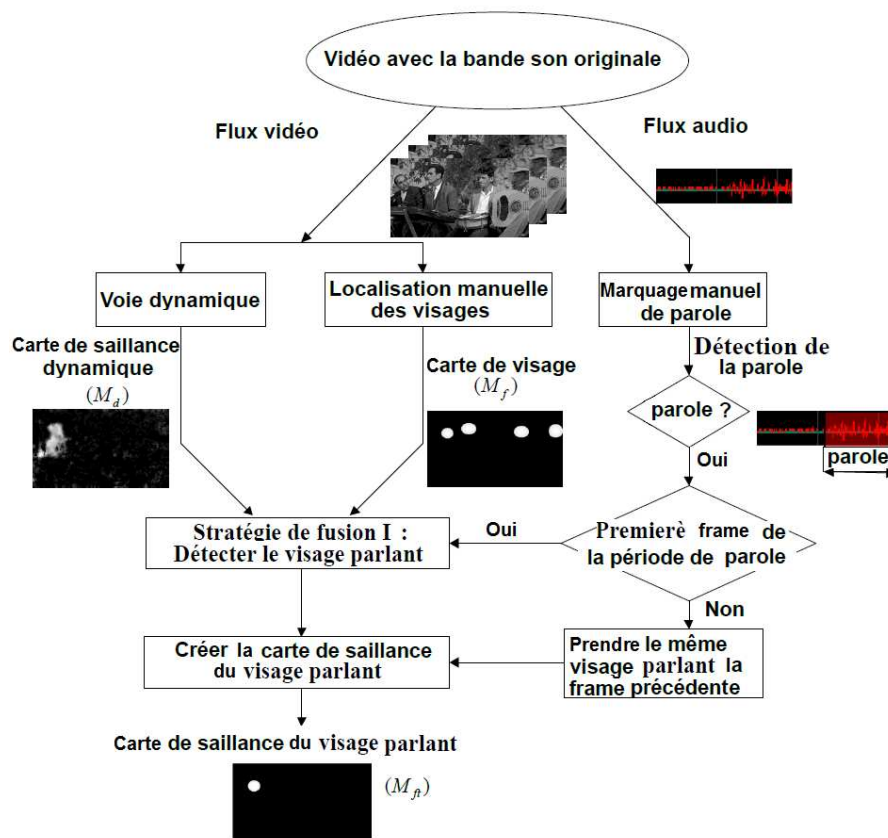 Vidéo avec la bande son originale
Flux vidéo
Flux audio
Voie dynamique
Localisation manuelle
des visages
Marquage manuel
de parole
Carte de saillance
dynamique
(M_d)
Carte de visage
(M_f)
Détection de
la parole
parole ?
parole
Oui
Stratégie de fusion I :
Détecter le visage parlant
Oui
Premierè frame de
la période de parole
Non
Créer la carte de saillance
du visage parlant
Prendre le même
visage parlant la
frame précédente
Carte de saillance du visage parlant
(M_ft)